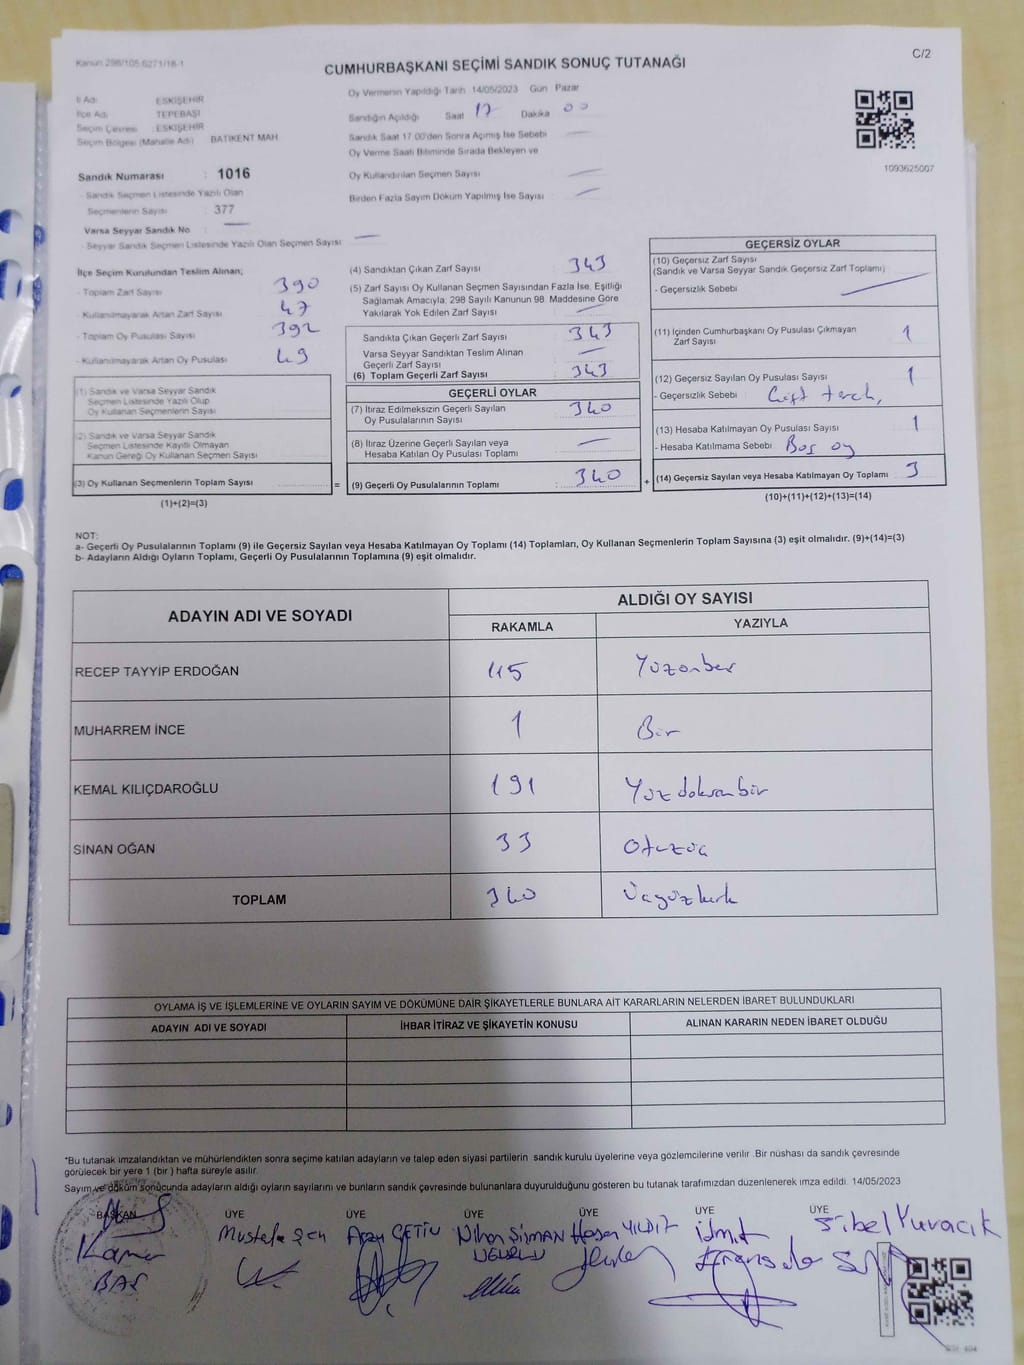 Kanun 298/105,6271/18-1
C/2
CUMHURBAŞKANI SEÇİMİ SANDIK SONUÇ TUTANAĞI
İl Adı : ESKİŞEHİR
İlçe Adı : TEPEBAŞI
Seçim Çevresi : ESKİŞEHİR
Seçim Bölgesi (Mahalle Adı) : BATIKENT MAH
Sandık Numarası : 1016
- Sandık Seçmen Listesinde Yazılı Olan
Seçmenlerin Sayısı : 377
Varsa Seyyar Sandık No : —
- Seyyar Sandık Seçmen Listesinde Yazılı Olan Seçmen Sayısı : —
Oy Vermenin Yapıldığı Tarih 14/05/2023 Gün Pazar
Sandığın Açıldığı Saat 17 Dakika 00
Sandık Saat 17.00'den Sonra Açılmış İse Sebebi —
Oy Verme Saati Bitiminde Sırada Bekleyen ve
Oy Kullandırılan Seçmen Sayısı : —
Birden Fazla Sayım Döküm Yapılmış İse Sayısı : —
1093625007
İlçe Seçim Kurulundan Teslim Alınan;
- Toplam Zarf Sayısı : 390
- Kullanılmayarak Artan Zarf Sayısı : 47
- Toplam Oy Pusulası Sayısı : 392
- Kullanılmayarak Artan Oy Pusulası : 49
(1) Sandık ve Varsa Seyyar Sandık
Seçmen Listesinde Yazılı Olup
Oy Kullanan Seçmenlerin Sayısı
(2) Sandık ve Varsa Seyyar Sandık
Seçmen Listesinde Kayıtlı Olmayan
Kanun Gereği Oy Kullanan Seçmen Sayısı
(3) Oy Kullanan Seçmenlerin Toplam Sayısı
(1)+(2)=(3)
=
(4) Sandıktan Çıkan Zarf Sayısı : 343
(5) Zarf Sayısı Oy Kullanan Seçmen Sayısından Fazla İse, Eşitliği
Sağlamak Amacıyla, 298 Sayılı Kanunun 98. Maddesine Göre
Yakılarak Yok Edilen Zarf Sayısı : —
Sandıkta Çıkan Geçerli Zarf Sayısı : 343
Varsa Seyyar Sandıktan Teslim Alınan
Geçerli Zarf Sayısı : —
(6) Toplam Geçerli Zarf Sayısı : 343
GEÇERLİ OYLAR
(7) İtiraz Edilmeksizin Geçerli Sayılan
Oy Pusulalarının Sayısı : 340
(8) İtiraz Üzerine Geçerli Sayılan veya
Hesaba Katılan Oy Pusulası Toplamı : —
(9) Geçerli Oy Pusulalarının Toplamı : 340
+
GEÇERSİZ OYLAR
(10) Geçersiz Zarf Sayısı
(Sandık ve Varsa Seyyar Sandık Geçersiz Zarf Toplamı)
- Geçersizlik Sebebi : —
(11) İçinden Cumhurbaşkanı Oy Pusulası Çıkmayan
Zarf Sayısı 1
(12) Geçersiz Sayılan Oy Pusulası Sayısı 1
- Geçersizlik Sebebi : Çift terch,
(13) Hesaba Katılmayan Oy Pusulası Sayısı 1
- Hesaba Katılmama Sebebi : Boş oy
(14) Geçersiz Sayılan veya Hesaba Katılmayan Oy Toplamı 3
(10)+(11)+(12)+(13)=(14)
NOT:
a- Geçerli Oy Pusulalarının Toplamı (9) ile Geçersiz Sayılan veya Hesaba Katılmayan Oy Toplamı (14) Toplamları, Oy Kullanan Seçmenlerin Toplam Sayısına (3) eşit olmalıdır. (9)+(14)=(3)
b- Adayların Aldığı Oyların Toplamı, Geçerli Oy Pusulalarının Toplamına (9) eşit olmalıdır.
ADAYIN ADI VE SOYADI
ALDIĞI OY SAYISI
RAKAMLA YAZIYLA
RECEP TAYYİP ERDOĞAN 115 Yüzonbeş
MUHARREM İNCE 1 Bir
KEMAL KILIÇDAROĞLU 191 Yüzdoksanbir
SİNAN OĞAN 33 Otuzüç
TOPLAM 340 Üçyüzkırk
OYLAMA İŞ VE İŞLEMLERİNE VE OYLARIN SAYIM VE DÖKÜMÜNE DAİR ŞİKAYETLERLE BUNLARA AİT KARARLARIN NELERDEN İBARET BULUNDUKLARI
ADAYIN ADI VE SOYADI İHBAR İTİRAZ VE ŞİKAYETİN KONUSU ALINAN KARARIN NEDEN İBARET OLDUĞU
*Bu tutanak imzalandıktan ve mühürlendikten sonra seçime katılan adayların ve talep eden siyasi partilerin sandık kurulu üyelerine veya gözlemcilerine verilir .Bir nüshası da sandık çevresinde
görülecek bir yere 1 (bir ) hafta süreyle asılır.
Sayım ve döküm sonucunda adayların aldığı oyların sayılarını ve bunların sandık çevresinde bulunanlara duyurulduğunu gösteren bu tutanak tarafımızdan düzenlenerek imza edildi. 14/05/2023
BAŞKAN ÜYE ÜYE ÜYE ÜYE ÜYE ÜYE
Mustafa Şen Arzu ÇETİN Nihan ŞİŞMAN Hasan YILDIZ Sibel Yuvacık
UĞURLU
BAŞ